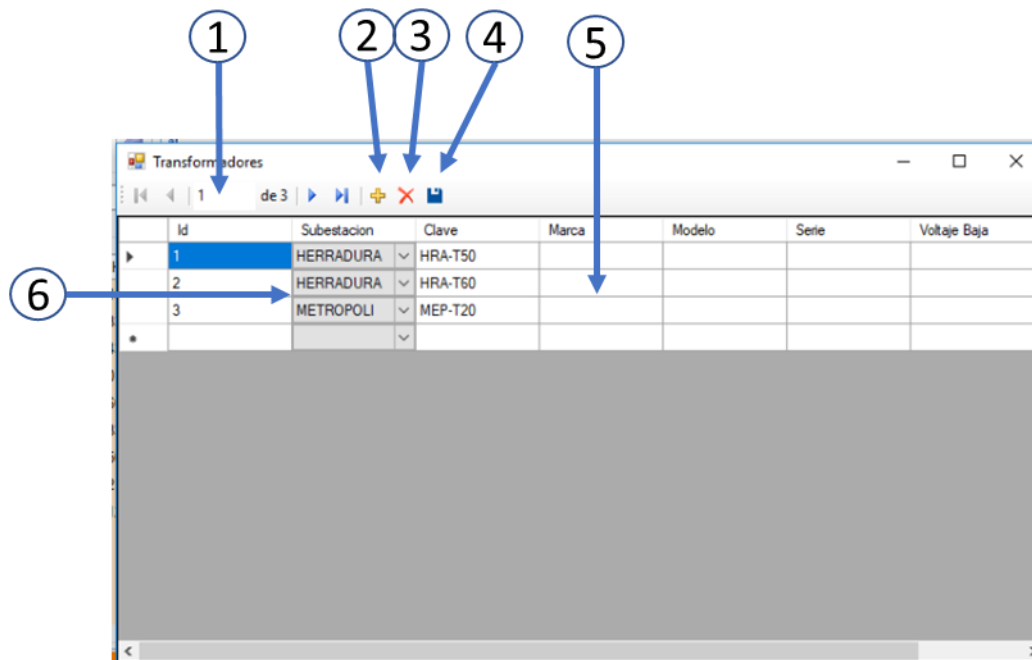 1 2 3 4 5
Transformadores
1 de 3
Id Subestacion Clave Marca Modelo Serie Voltaje Baja
1 HERRADURA HRA-T50
2 HERRADURA HRA-T60
6
3 METROPOLI MEP-T20